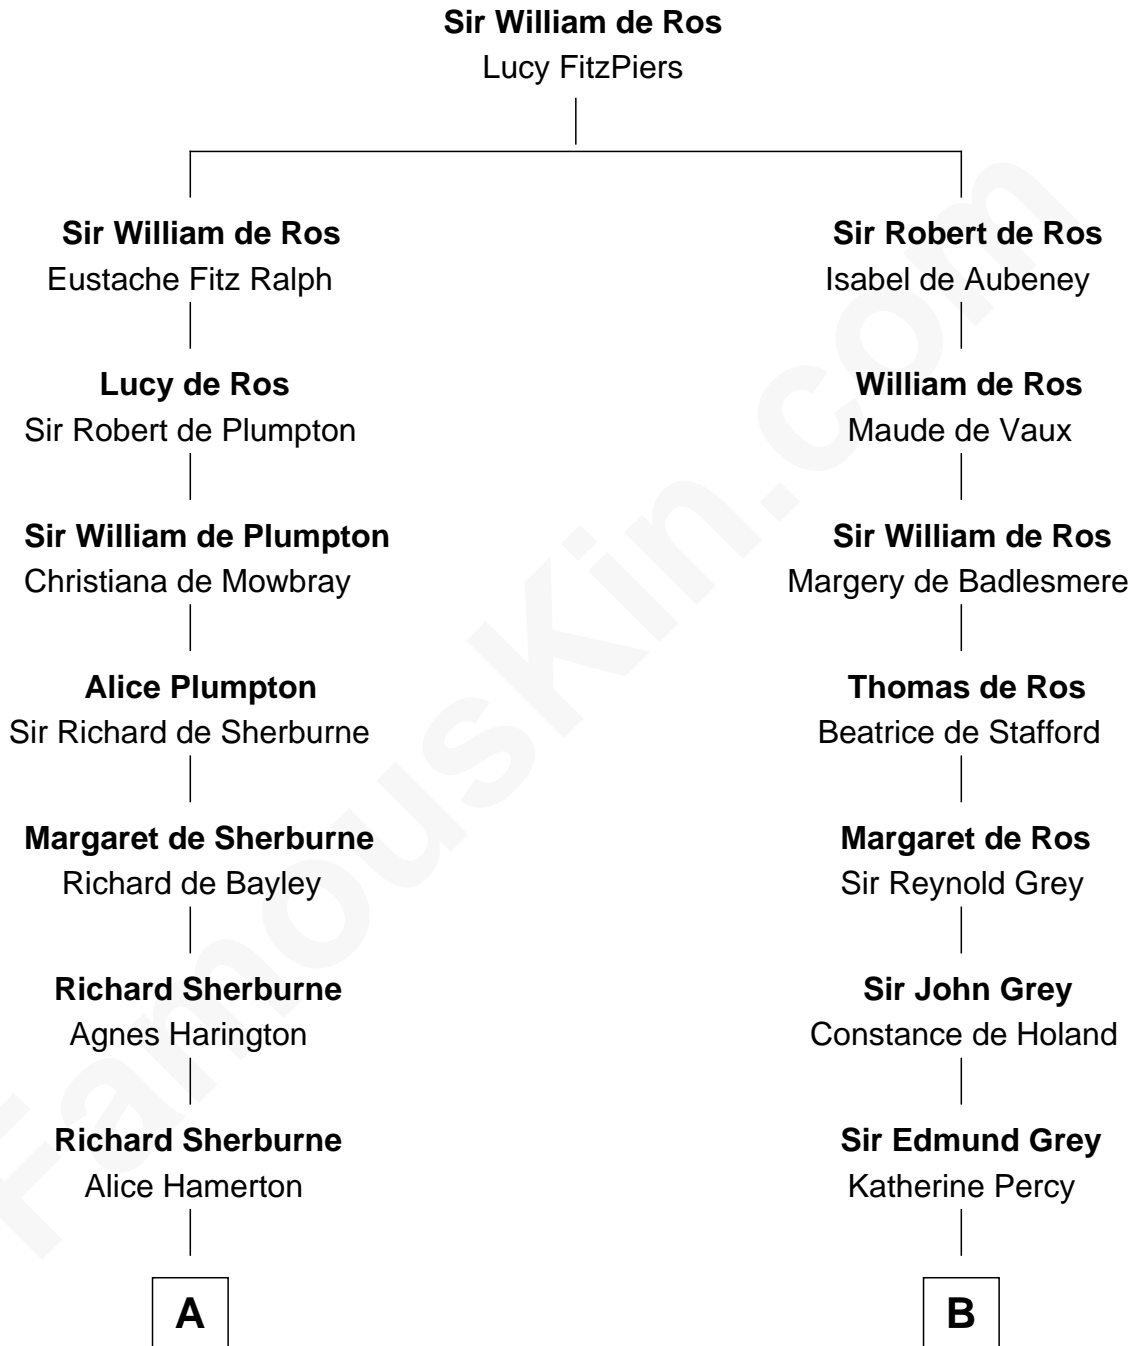 Sir William de Ros
Lucy FitzPiers
Sir William de Ros
Eustache Fitz Ralph
Sir Robert de Ros
Isabel de Aubeney
Lucy de Ros
Sir Robert de Plumpton
William de Ros
Maude de Vaux
Sir William de Plumpton
Christiana de Mowbray
Sir William de Ros
Margery de Badlesmere
Alice Plumpton
Sir Richard de Sherburne
Thomas de Ros
Beatrice de Stafford
Margaret de Sherburne
Richard de Bayley
Margaret de Ros
Sir Reynold Grey
Richard Sherburne
Agnes Harington
Sir John Grey
Constance de Holand
Richard Sherburne
Alice Hamerton
Sir Edmund Grey
Katherine Percy
A
B
FamousKin.com